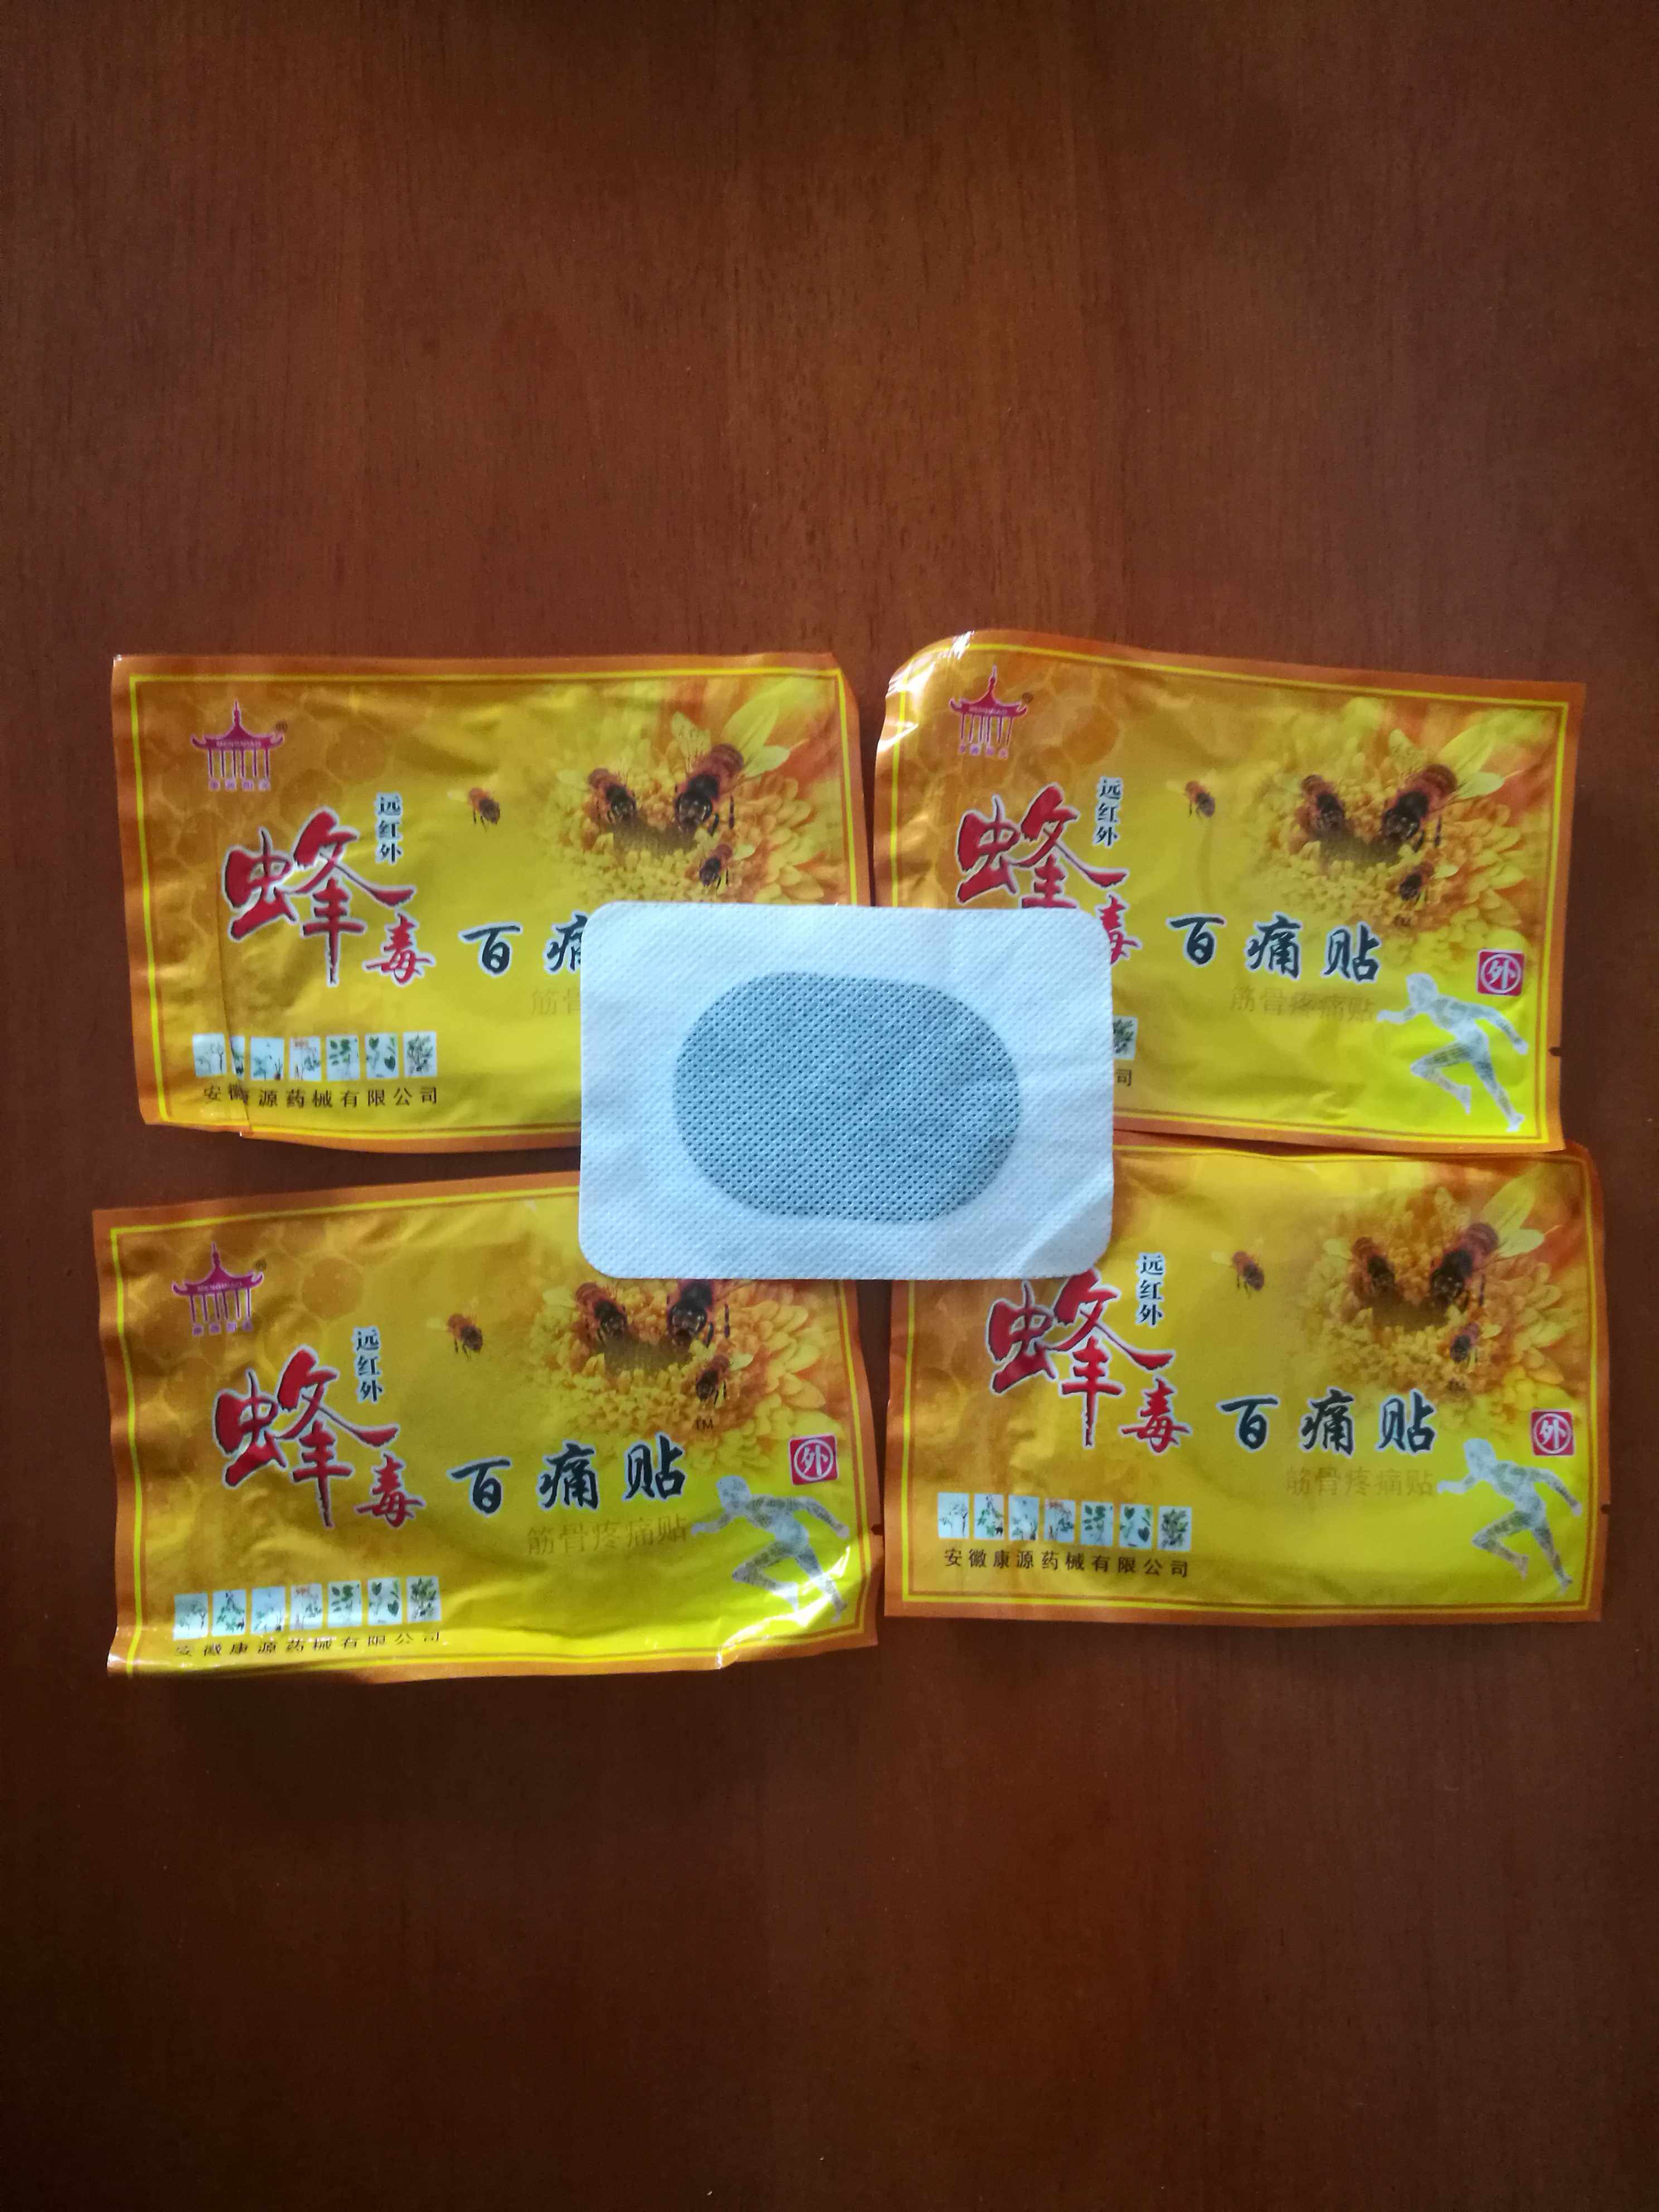 远红外
蜂毒百痛
筋骨
安徽 源药械有限公司
远红外
蜂毒百痛贴
外
筋骨疼痛贴
司
远红外
蜂毒百痛贴
TM
外
筋骨疼痛贴
安徽康源药械有限公司
远红外
蜂毒百痛贴
外
筋骨疼痛贴
安徽康源药械有限公司